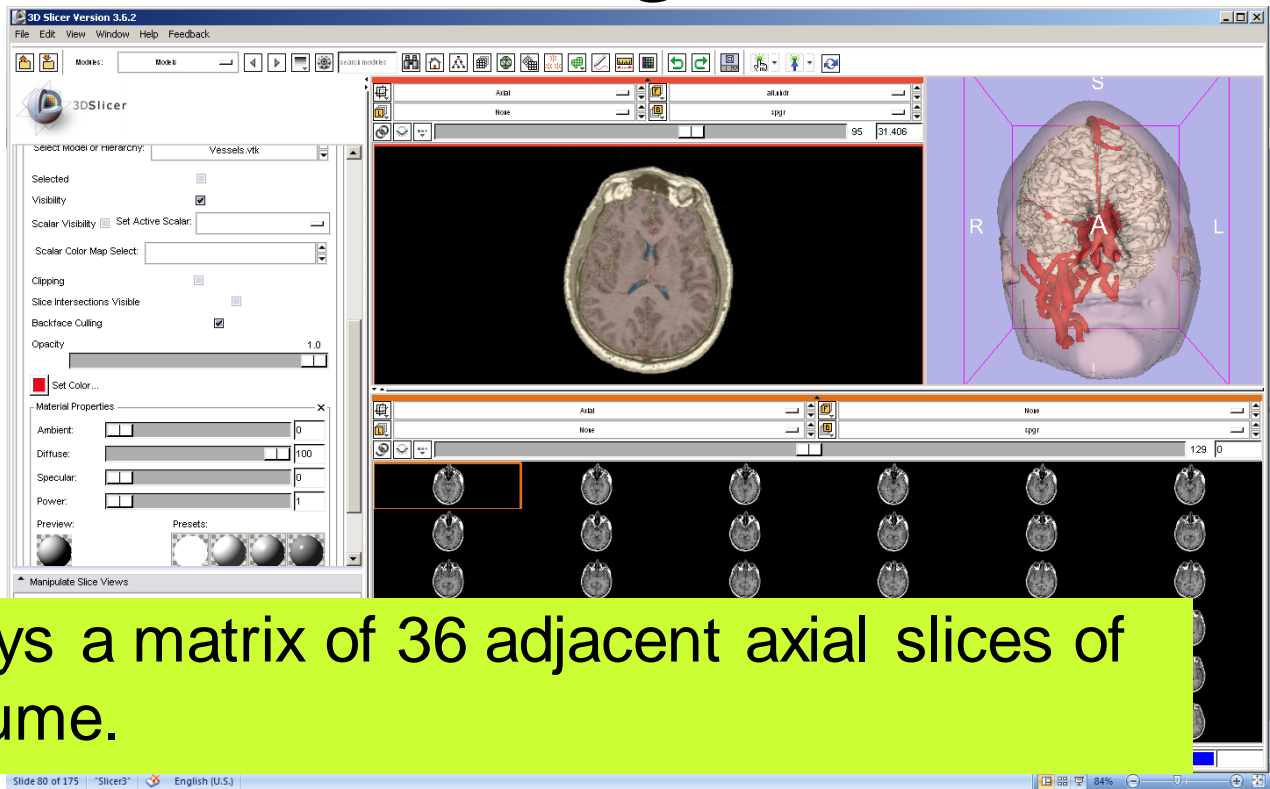 3D Slicer Version 3.6.2
File Edit View Window Help Feedback
Modules: Models search modules
3DSlicer
Axial all.nhdr
None spgr
95 31.406
Select Model or Hierarchy: Vessels.vtk
Selected
Visibility
Scalar Visibility Set Active Scalar:
Scalar Color Map Select:
Clipping
Slice Intersections Visible
Backface Culling
Opacity 1.0
Set Color...
Material Properties
Ambient: 0
Diffuse: 100
Specular: 0
Power: 1
Preview: Presets:
Manipulate Slice Views
S
R A L
I
Axial None
None spgr
129 0
ys a matrix of 36 adjacent axial slices of
ume.
Slide 80 of 175 "Slicer3" English (U.S.) 84%